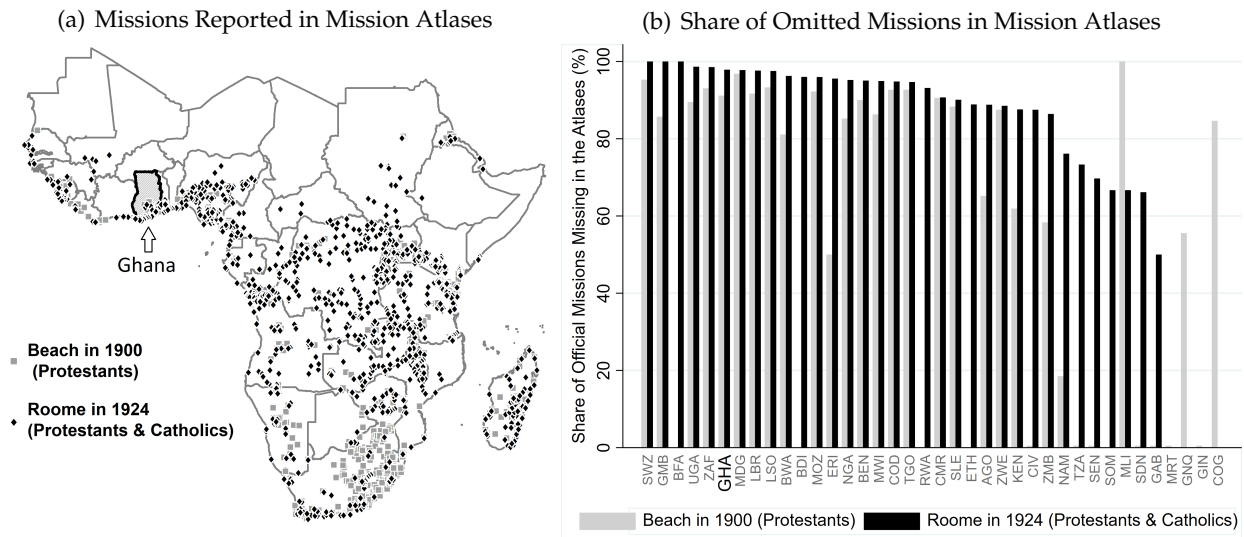 (a) Missions Reported in Mission Atlases
Ghana
Beach in 1900
(Protestants)
Roome in 1924
(Protestants & Catholics)
(b) Share of Omitted Missions in Mission Atlases
Share of Official Missions Missing in the Atlases (%)
100
80
60
40
20
0
SWZ
GMB
BFA
UGA
ZAF
GHA
MDG
LBR
LSO
BWA
BDI
MOZ
ERI
NGA
BEN
MWI
COD
TGO
RWA
CMR
SLE
ETH
AGO
ZWE
KEN
CIV
ZMB
NAM
TZA
SEN
SOM
MLI
SDN
GAB
MRT
GNQ
GIN
COG
Beach in 1900 (Protestants)
Roome in 1924 (Protestants & Catholics)